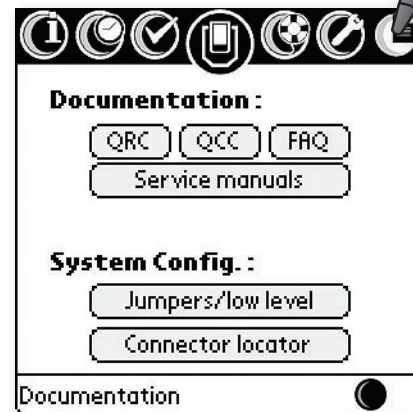 Documentation :
QRC QCC FAQ
Service manuals
System Config. :
Jumpers/low level
Connector locator
Documentation